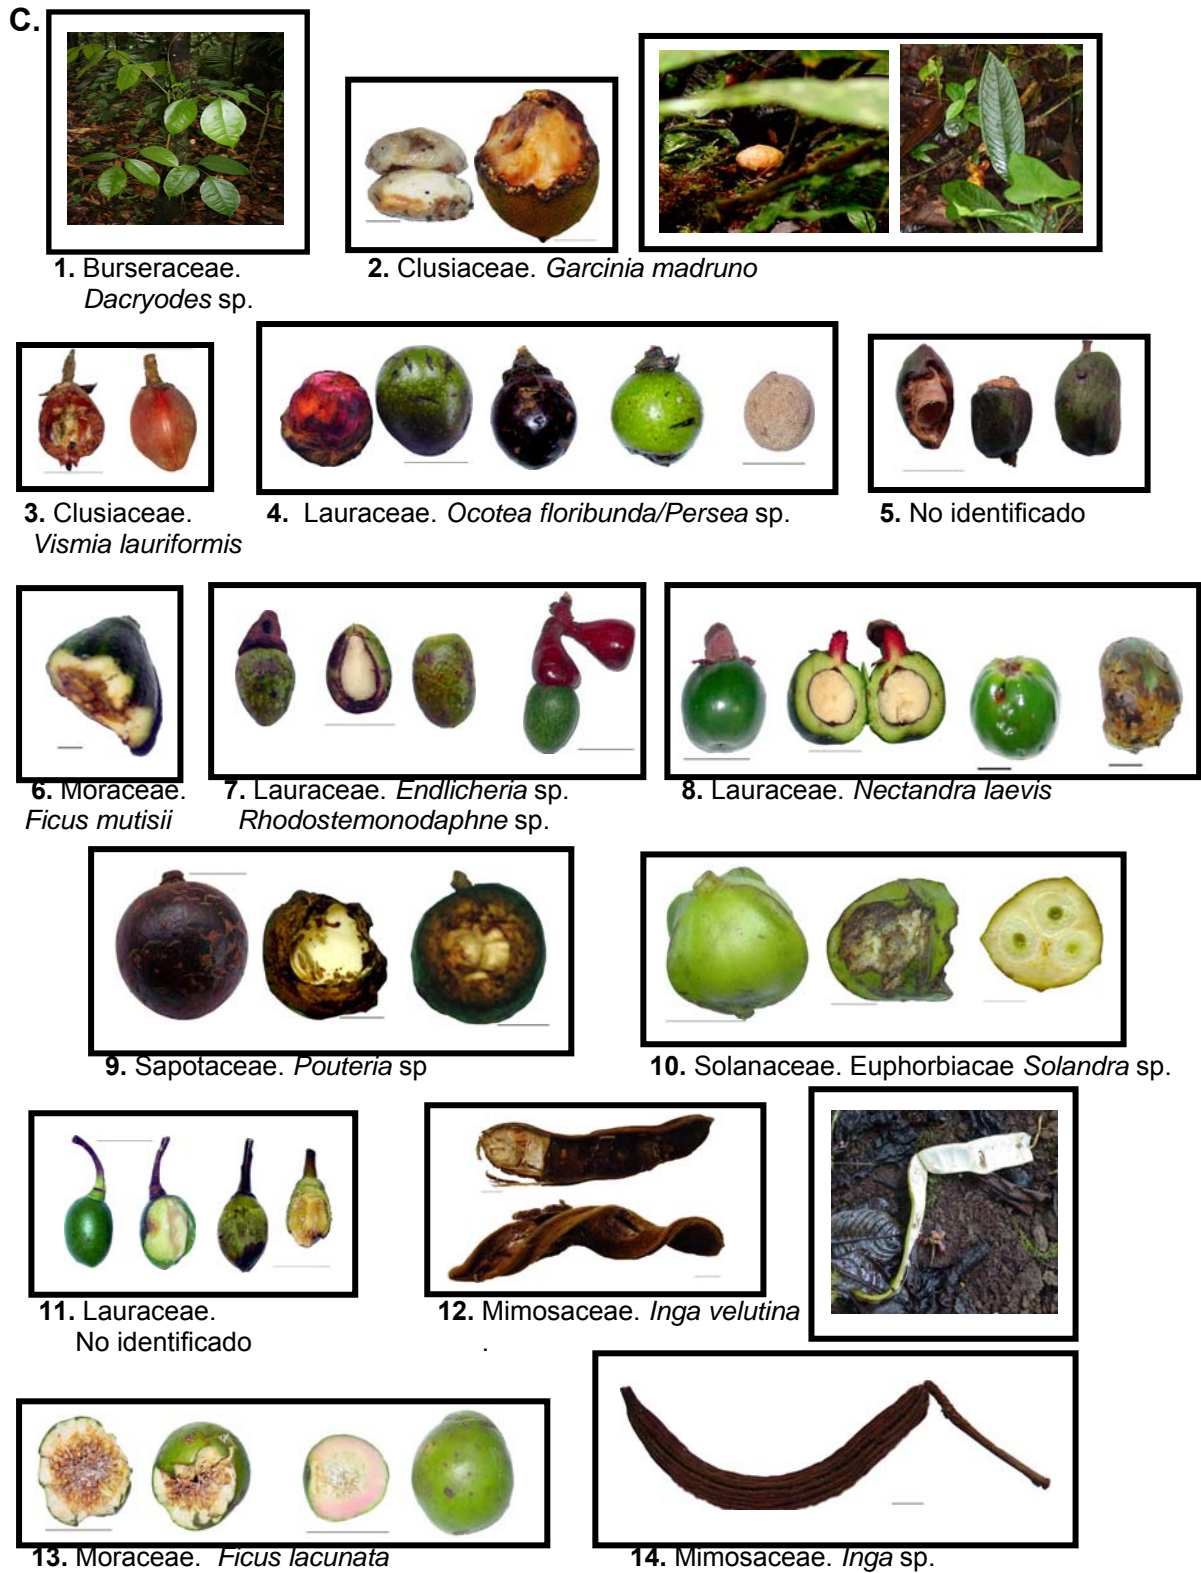 C.
1. Burseraceae.
Dacryodes sp.
2. Clusiaceae. Garcinia madruno
3. Clusiaceae.
Vismia lauriformis
4. Lauraceae. Ocotea floribunda/Persea sp.
5. No identificado
6. Moraceae.
Ficus mutisii
7. Lauraceae. Endlicheria sp.
Rhodostemonodaphne sp.
8. Lauraceae. Nectandra laevis
9. Sapotaceae. Pouteria sp
10. Solanaceae. Euphorbiacae Solandra sp.
11. Lauraceae.
No identificado
12. Mimosaceae. Inga velutina
.
13. Moraceae. Ficus lacunata
14. Mimosaceae. Inga sp.